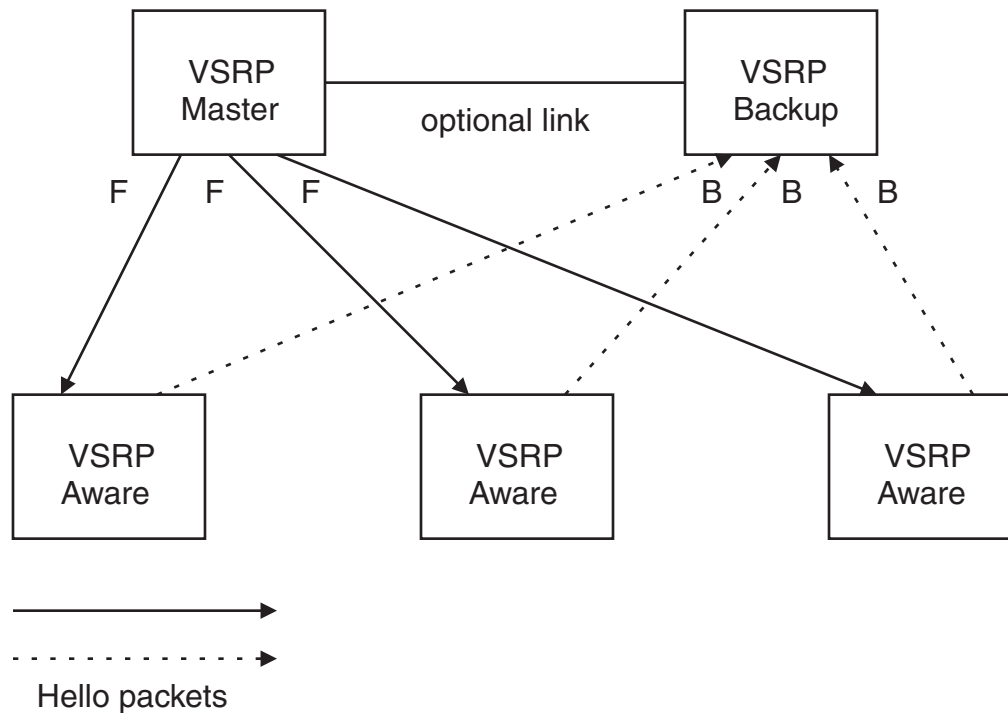 VSRP
Master
VSRP
Backup
optional link
F
F
F
B
B
B
VSRP
Aware
VSRP
Aware
VSRP
Aware
Hello packets